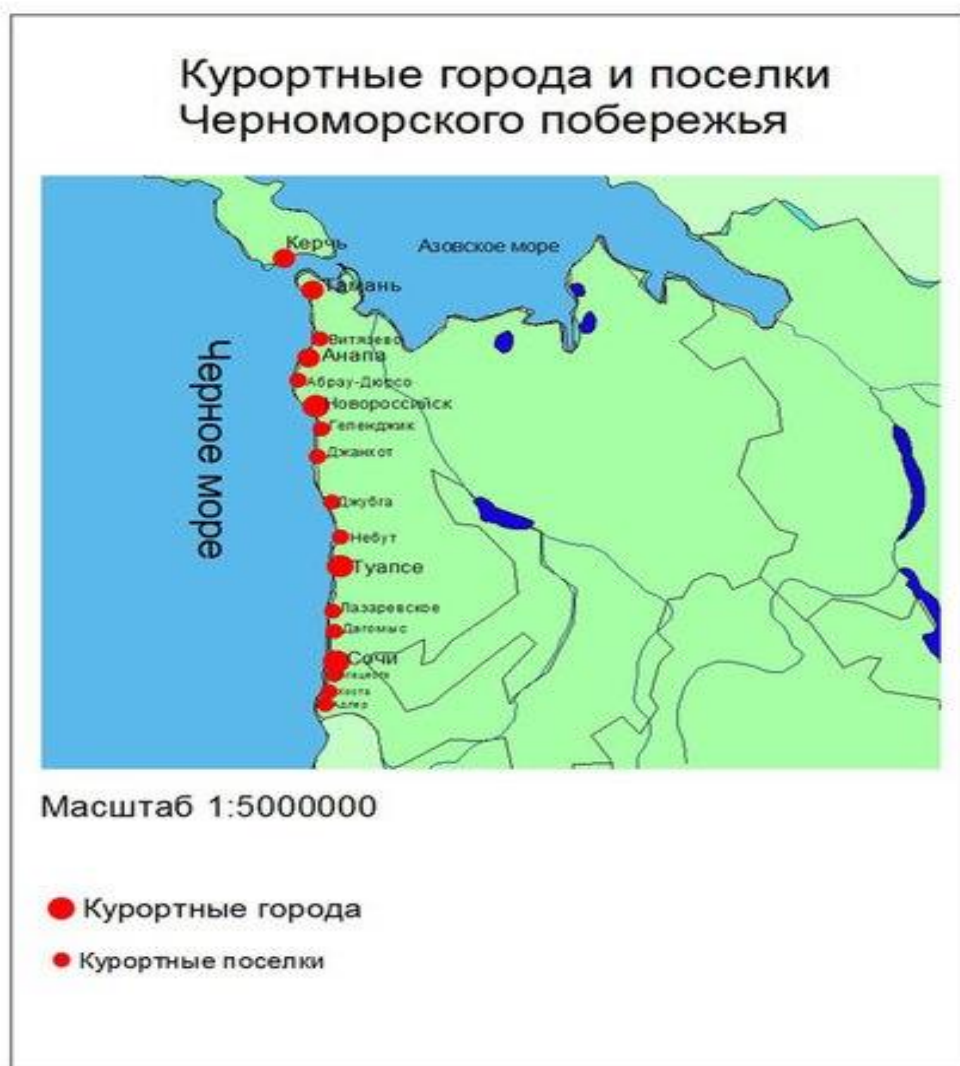 Курортные города и поселки
Черноморского побережья
Керчь
Азовское море
Тамань
Витязево
Анапа
Абрау-Дюрсо
Новороссийск
Геленджик
Джанхот
Черное море
Джубга
Небут
Туапсе
Лазаревское
Дагомыс
Сочи
Хоста
Адлер
Масштаб 1:5000000
Курортные города
Курортные поселки